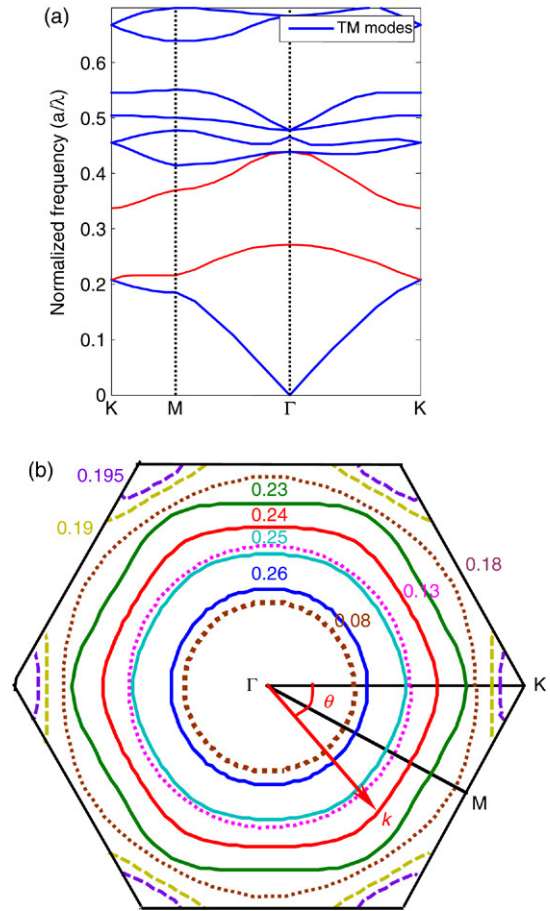 (a)
TM modes
Normalized frequency (a/λ)
0.6
0.5
0.4
0.3
0.2
0.1
0
K M Γ K
(b)
0.195
0.23
0.24
0.19
0.25
0.18
0.26
0.13
0.08
Γ
θ
K
M
k